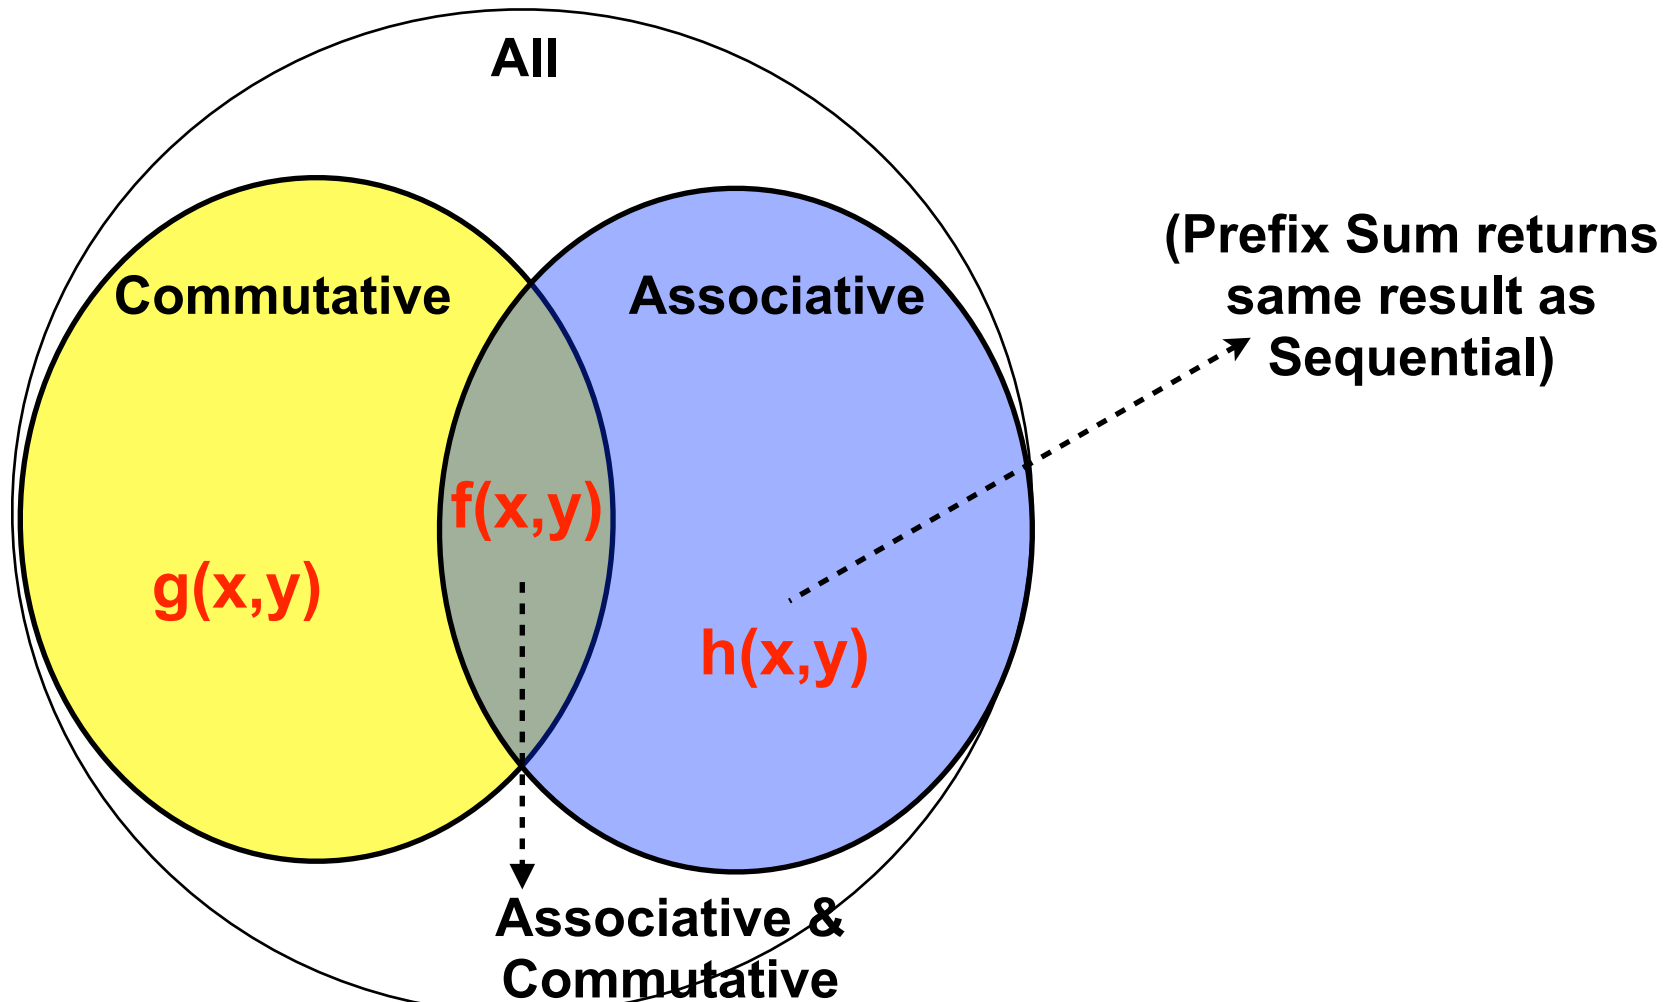 All
Commutative
Associative
(Prefix Sum returns
same result as
Sequential)
f(x,y)
g(x,y)
h(x,y)
Associative &
Commutative